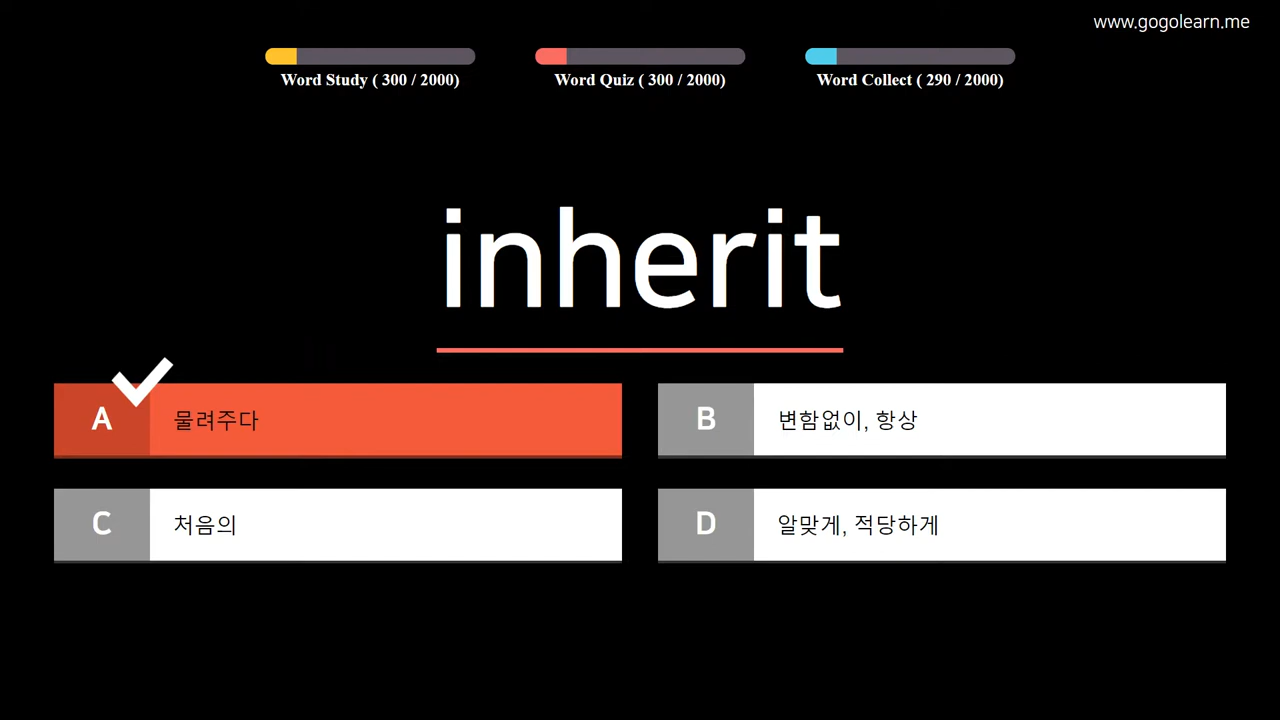 www.gogolearn.me
Word Study ( 300 / 2000)
Word Quiz ( 300 / 2000)
Word Collect ( 290 / 2000)
inherit
A 물려주다
B 변함없이, 항상
C 처음의
D 알맞게, 적당하게